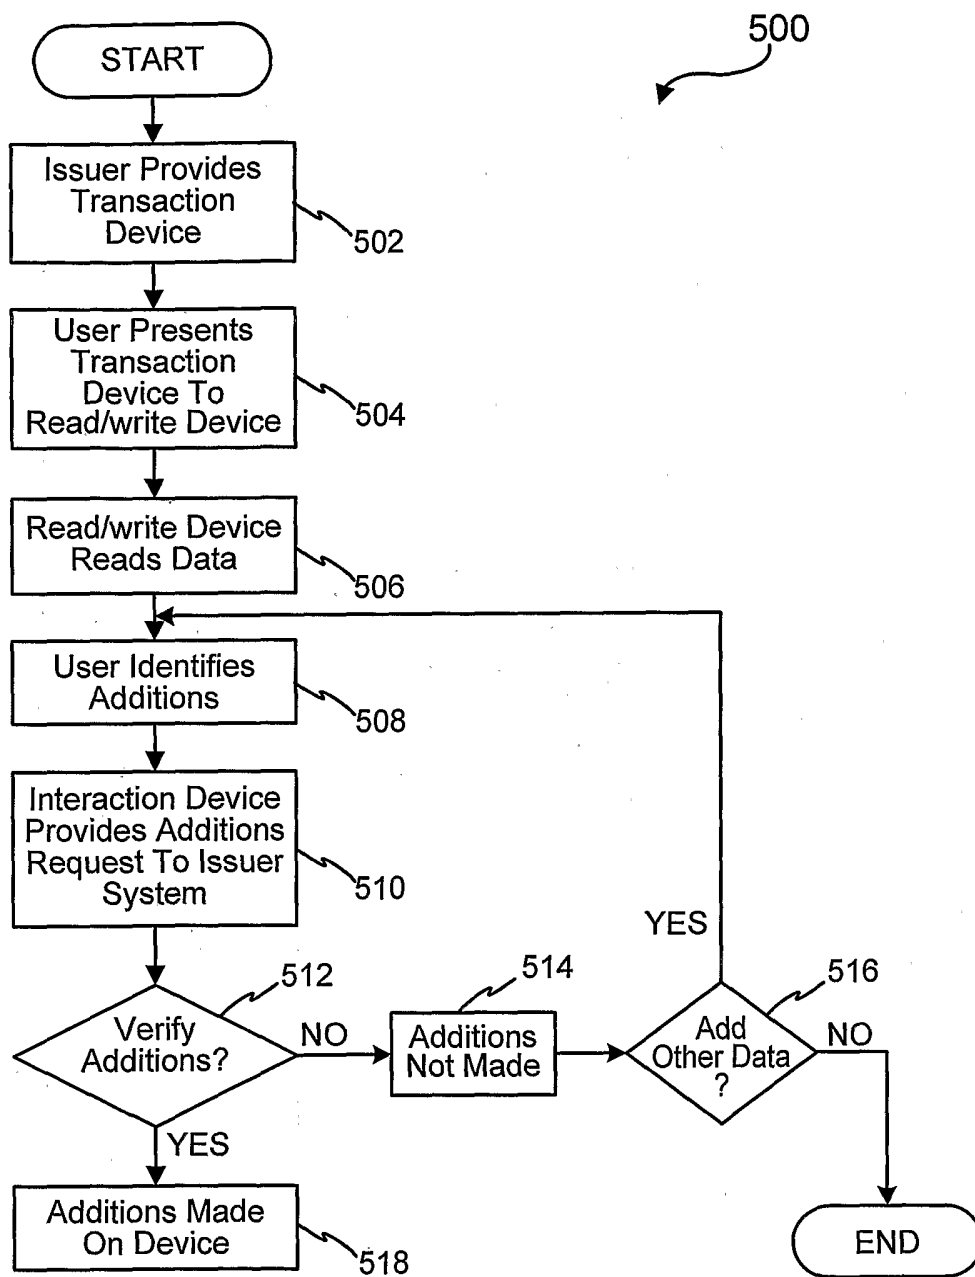 500
START
Issuer Provides
Transaction
Device
502
User Presents
Transaction
Device To
Read/write Device
504
Read/write Device
Reads Data
506
User Identifies
Additions
508
Interaction Device
Provides Additions
Request To Issuer
System
510
YES
512
514
516
Verify
Additions?
NO
Additions
Not Made
Add
Other Data
?
NO
YES
Additions Made
On Device
518
END